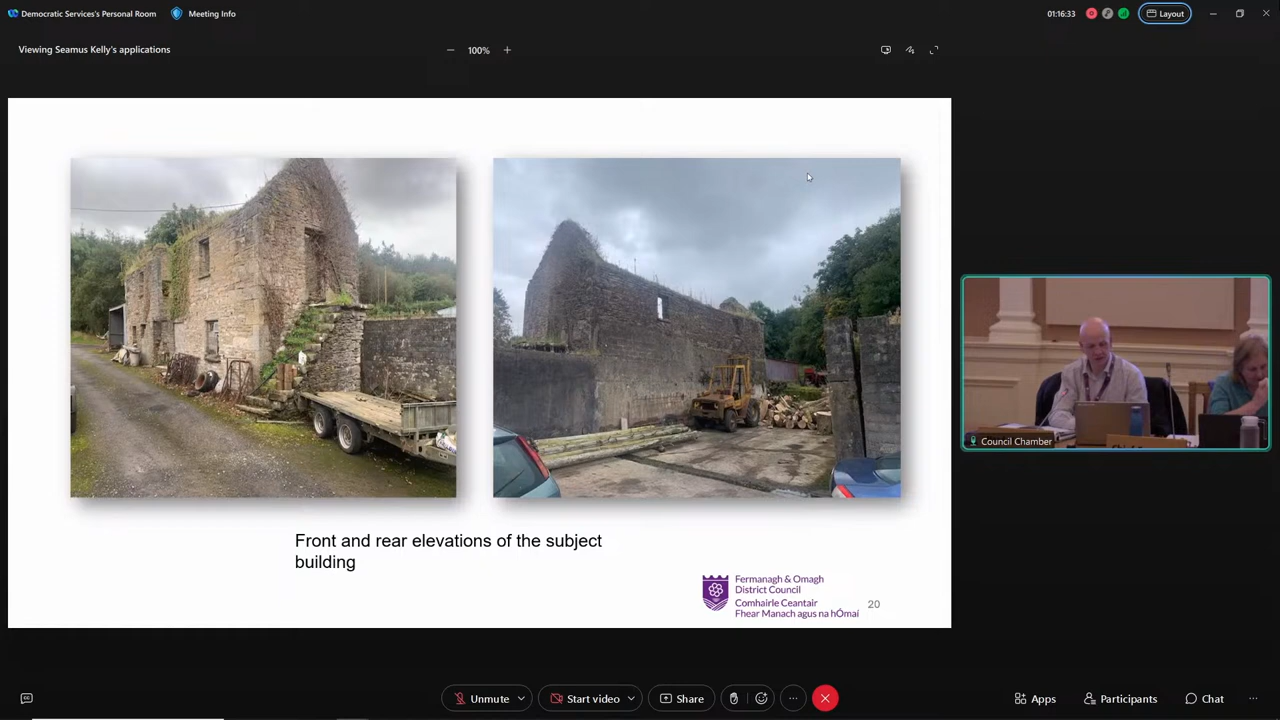 Democratic Services's Personal Room
Meeting Info
01:16:33
Layout
Viewing Seamus Kelly's applications
100%
Council Chamber
Front and rear elevations of the subject
building
Fermanagh & Omagh
District Council
Comhairle Ceantair
Fhear Manach agus na hÓmaí
20
Unmute
Start video
Share
Apps
Participants
Chat